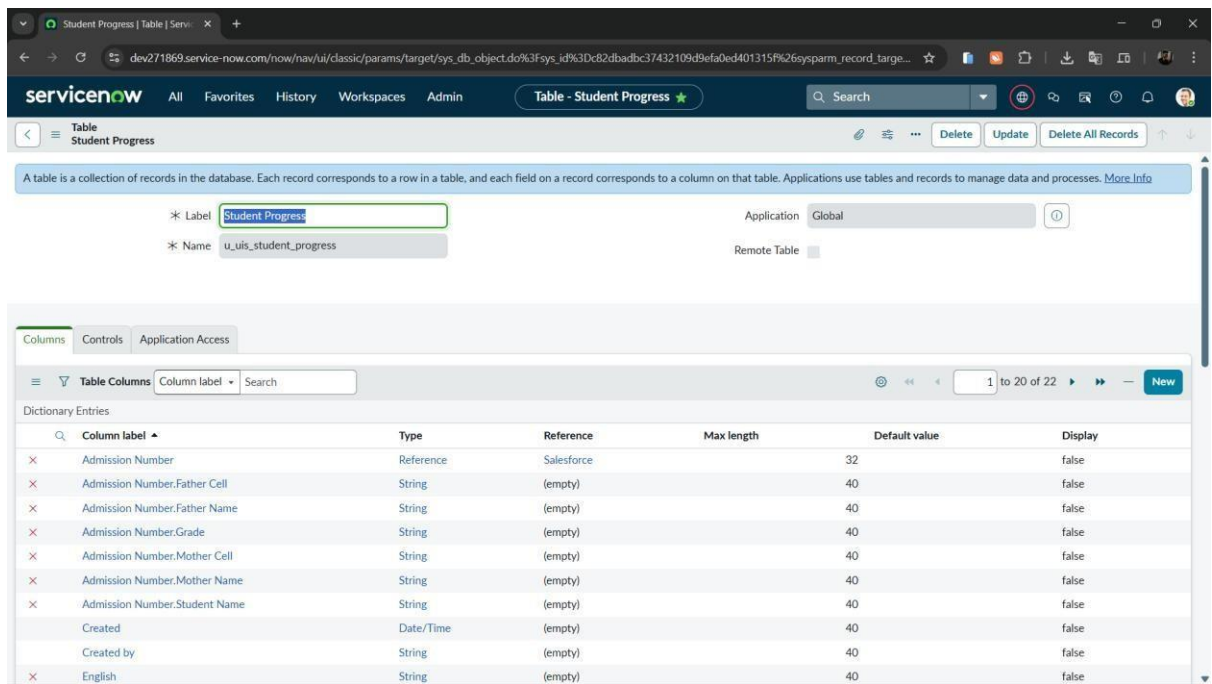 Student Progress | Table | Servic
dev271869.service-now.com/now/nav/ui/classic/params/target/sys_db_object.do%3Fsys_id%3Dc82dbadbc37432109d9efa0ed401315f%26sysparm_record_targe...
servicenow All Favorites History Workspaces Admin Table - Student Progress Search
Table
Student Progress
Delete Update Delete All Records
A table is a collection of records in the database. Each record corresponds to a row in a table, and each field on a record corresponds to a column on that table. Applications use tables and records to manage data and processes. More Info
* Label Student Progress Application Global
* Name u_uis_student_progress Remote Table
Columns Controls Application Access
Table Columns Column label Search 1 to 20 of 22 New
Dictionary Entries
Column label Type Reference Max length Default value Display
Admission Number Reference Salesforce 32 false
Admission Number.Father Cell String (empty) 40 false
Admission Number.Father Name String (empty) 40 false
Admission Number.Grade String (empty) 40 false
Admission Number.Mother Cell String (empty) 40 false
Admission Number.Mother Name String (empty) 40 false
Admission Number.Student Name String (empty) 40 false
Created Date/Time (empty) 40 false
Created by String (empty) 40 false
English String (empty) 40 false